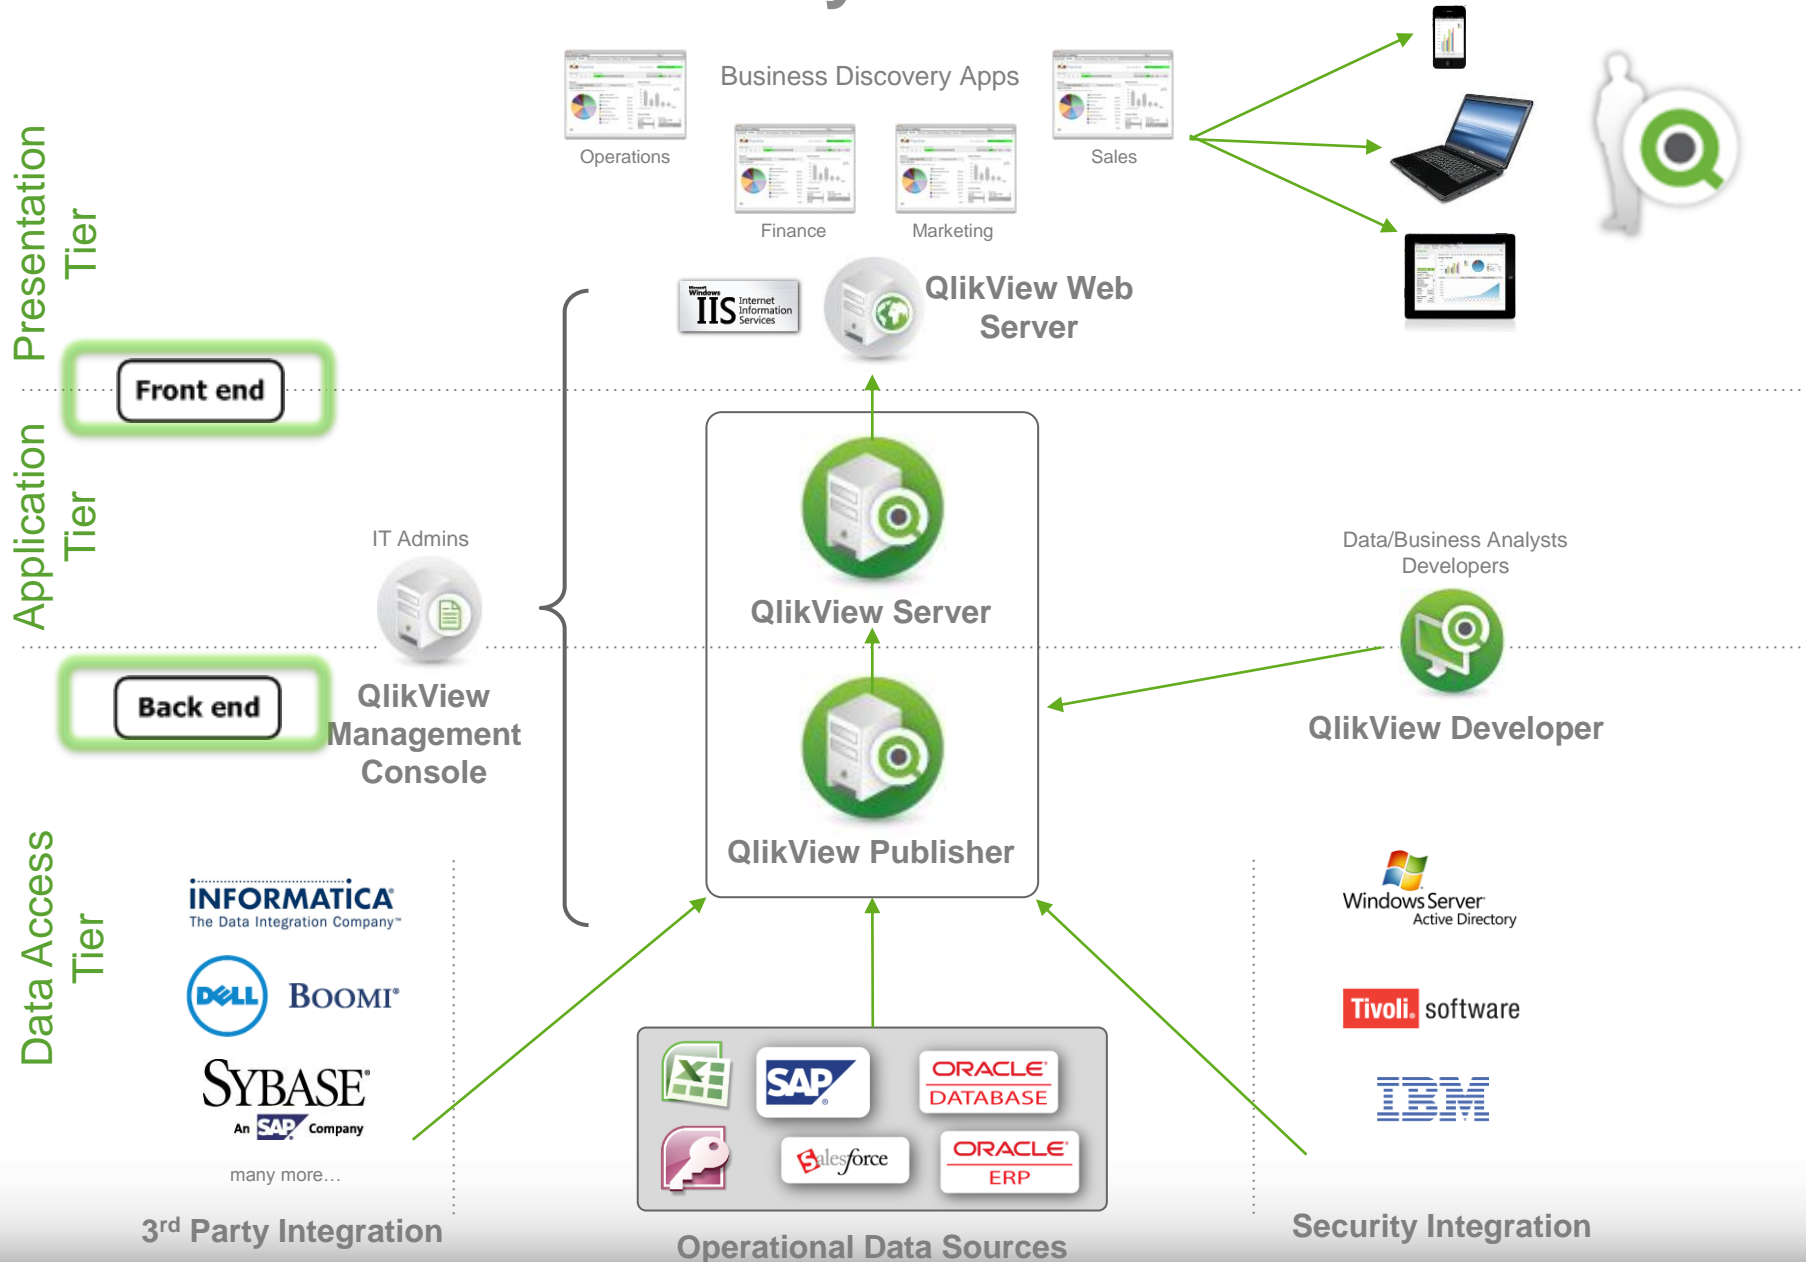 Business Discovery Apps
Operations
Finance
Marketing
Sales
Presentation
Tier
Microsoft
Windows
IIS Internet
Information
Services
QlikView Web
Server
Front end
Application
Tier
IT Admins
QlikView
Management
Console
QlikView Server
Data/Business Analysts
Developers
QlikView Developer
Back end
QlikView Publisher
Data Access
Tier
INFORMATICA®
The Data Integration Company™
DELL BOOMI®
SYBASE®
An SAP Company
many more...
3rd Party Integration
SAP
ORACLE®
DATABASE
salesforce
ORACLE®
ERP
Operational Data Sources
Windows Server
Active Directory
Tivoli. software
IBM
Security Integration